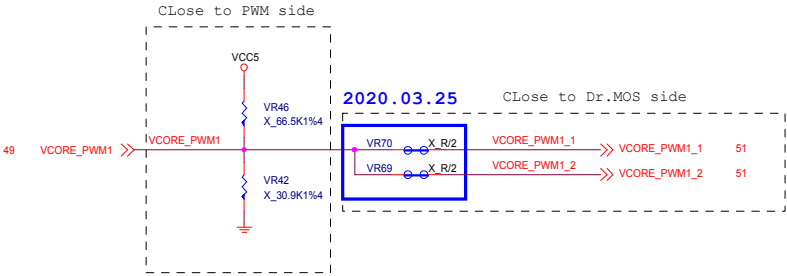 CLose to PWM side
VCC5
VR46
X_66.5K1%4
2020.03.25
CLose to Dr.MOS side
49
VCORE_PWM1
VCORE_PWM1
VR70
X_R/2
VCORE_PWM1_1
VCORE_PWM1_1
51
VR69
X_R/2
VCORE_PWM1_2
VCORE_PWM1_2
51
VR42
X_30.9K1%4